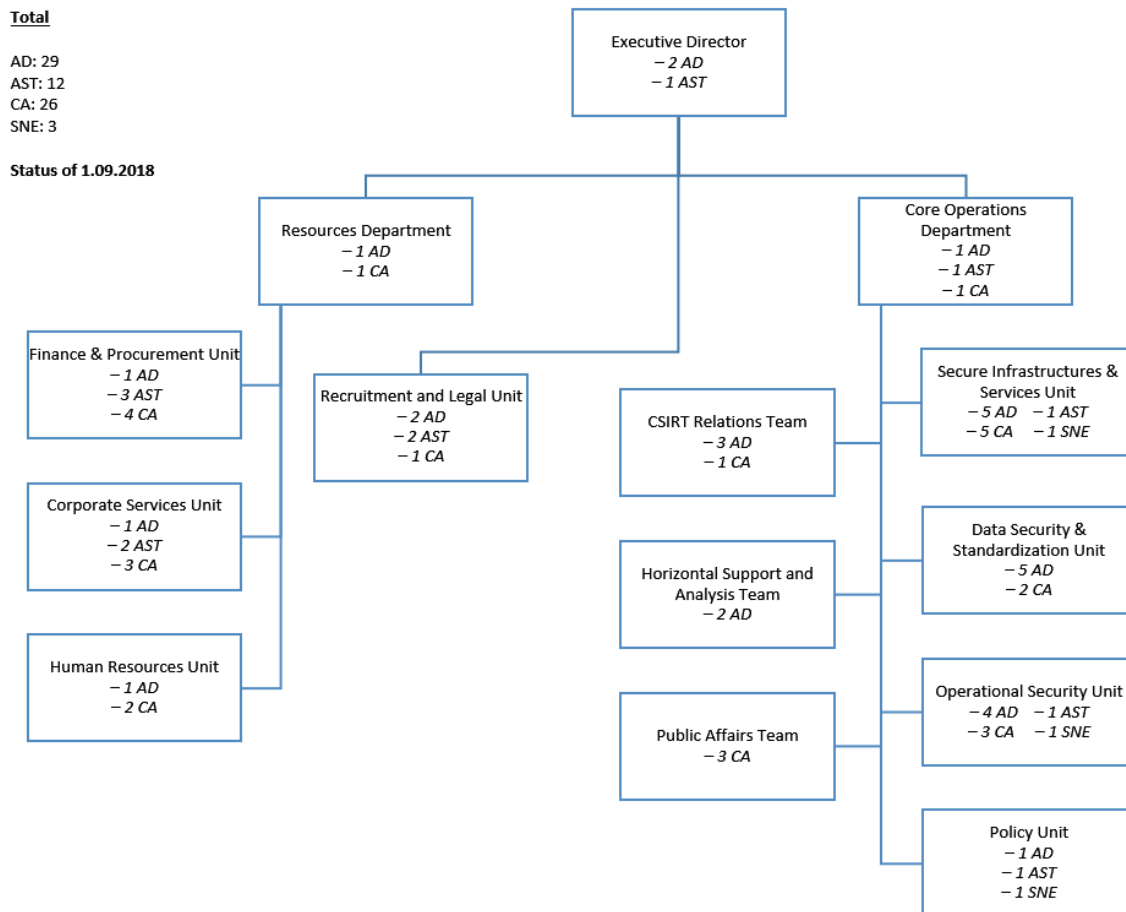 Total
AD: 29
AST: 12
CA: 26
SNE: 3
Status of 1.09.2018
Executive Director
– 2 AD
– 1 AST
Resources Department
– 1 AD
– 1 CA
Core Operations
Department
– 1 AD
– 1 AST
– 1 CA
Finance & Procurement Unit
– 1 AD
– 3 AST
– 4 CA
Recruitment and Legal Unit
– 2 AD
– 2 AST
– 1 CA
Corporate Services Unit
– 1 AD
– 2 AST
– 3 CA
Human Resources Unit
– 1 AD
– 2 CA
CSIRT Relations Team
– 3 AD
– 1 CA
Horizontal Support and
Analysis Team
– 2 AD
Public Affairs Team
– 3 CA
Secure Infrastructures &
Services Unit
– 5 AD – 1 AST
– 5 CA – 1 SNE
Data Security &
Standardization Unit
– 5 AD
– 2 CA
Operational Security Unit
– 4 AD – 1 AST
– 3 CA – 1 SNE
Policy Unit
– 1 AD
– 1 AST
– 1 SNE